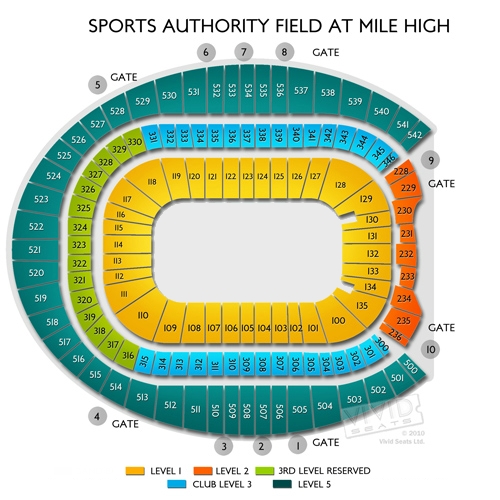 SPORTS AUTHORITY FIELD AT MILE HIGH
6 7 8
GATE GATE
5
GATE
530 531 532 533 534 535 536 537 539 540 541 542
529 528 527 526 525 524 523 522 521 520 519 518 517 516 515 514 513 512 511 510 509 508 507 506 505 504 503 502 501 500
331 332 334 335 337 339 340 341 342 343 344 345 346
330 329 328 327 326 325 324 323 322 321 320 319 318 317 316
315 314 313 312 311 310 309 308 307 306 305 304 303 302 301 300
118 119 120 121 122 123 124 125 126 127 128 129 130 131 132 133 134 135
117 116 115 114 113 112 111 110 109 108 107 106 105 104 103 102 101 100
228 229 230 231 232 233 234 235 236
9
GATE
GATE
10
4
GATE
3 2 1 GATE
VIVID
SEATS
© 2010
Vivid Seats Ltd.
LEVEL 1 LEVEL 2 3RD LEVEL RESERVED
CLUB LEVEL 3 LEVEL 5